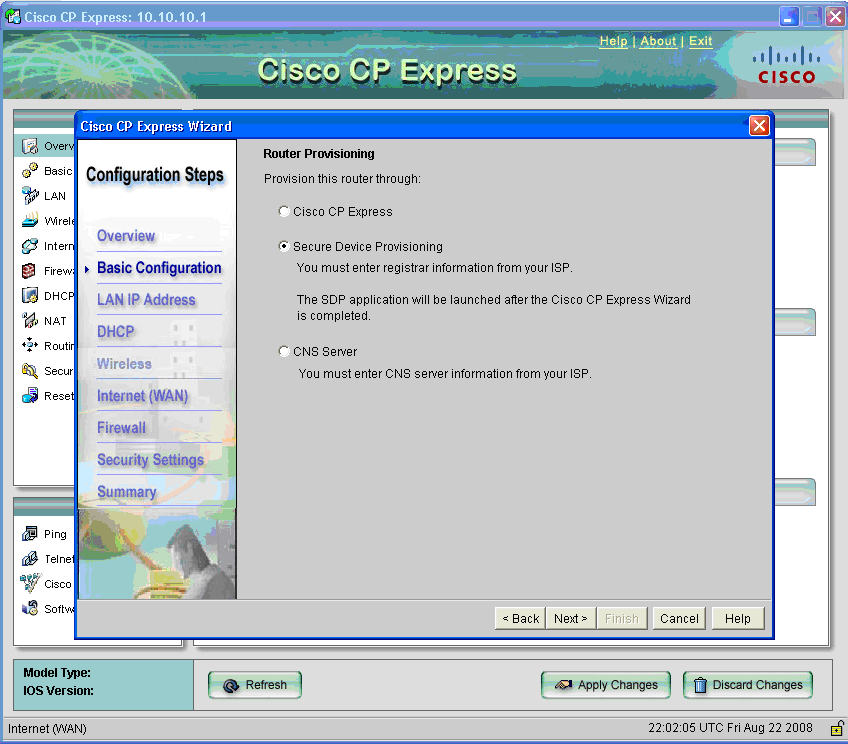 Cisco CP Express: 10.10.10.1
Help | About | Exit
Cisco CP Express
CISCO
Cisco CP Express Wizard
Overv
Basic
LAN
Wirele
Intern
Firewa
DHCP
NAT
Routin
Secur
Reset
Ping
Telnet
Cisco
Softw
Configuration Steps
Overview
Basic Configuration
LAN IP Address
DHCP
Wireless
Internet (WAN)
Firewall
Security Settings
Summary
Router Provisioning
Provision this router through:
Cisco CP Express
Secure Device Provisioning
You must enter registrar information from your ISP.
The SDP application will be launched after the Cisco CP Express Wizard
is completed.
CNS Server
You must enter CNS server information from your ISP.
< Back Next > Finish Cancel Help
Model Type:
IOS Version:
Refresh Apply Changes Discard Changes
Internet (WAN) 22:02:05 UTC Fri Aug 22 2008